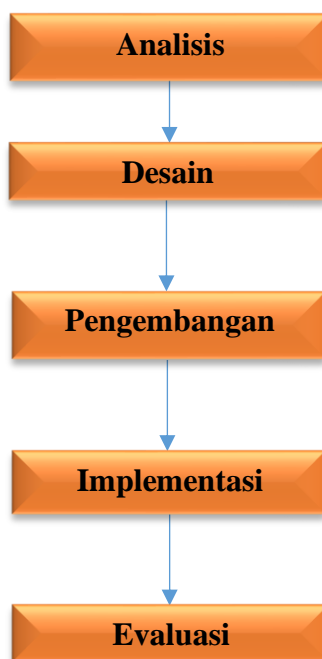 Analisis
Desain
Pengembangan
Implementasi
Evaluasi